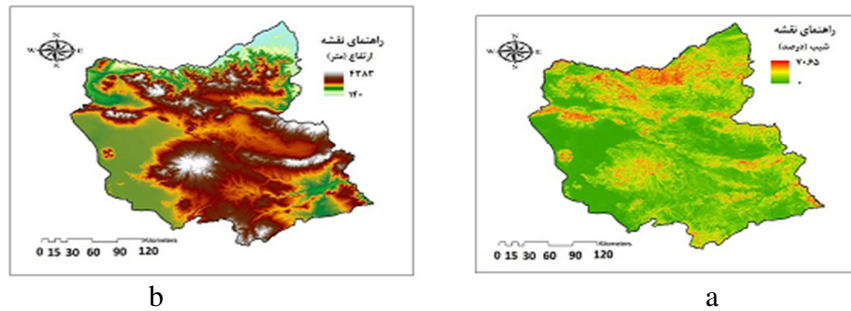 N
W E
S
راهنمای نقشه
ارتفاع (متر)
۴۳۸۳
۱۴۰
0 15 30 60 90 120 Kilometers
b
N
W E
S
راهنمای نقشه
شیب (درصد)
۷۰.۶۵
۰
0 15 30 60 90 120 Kilometers
a